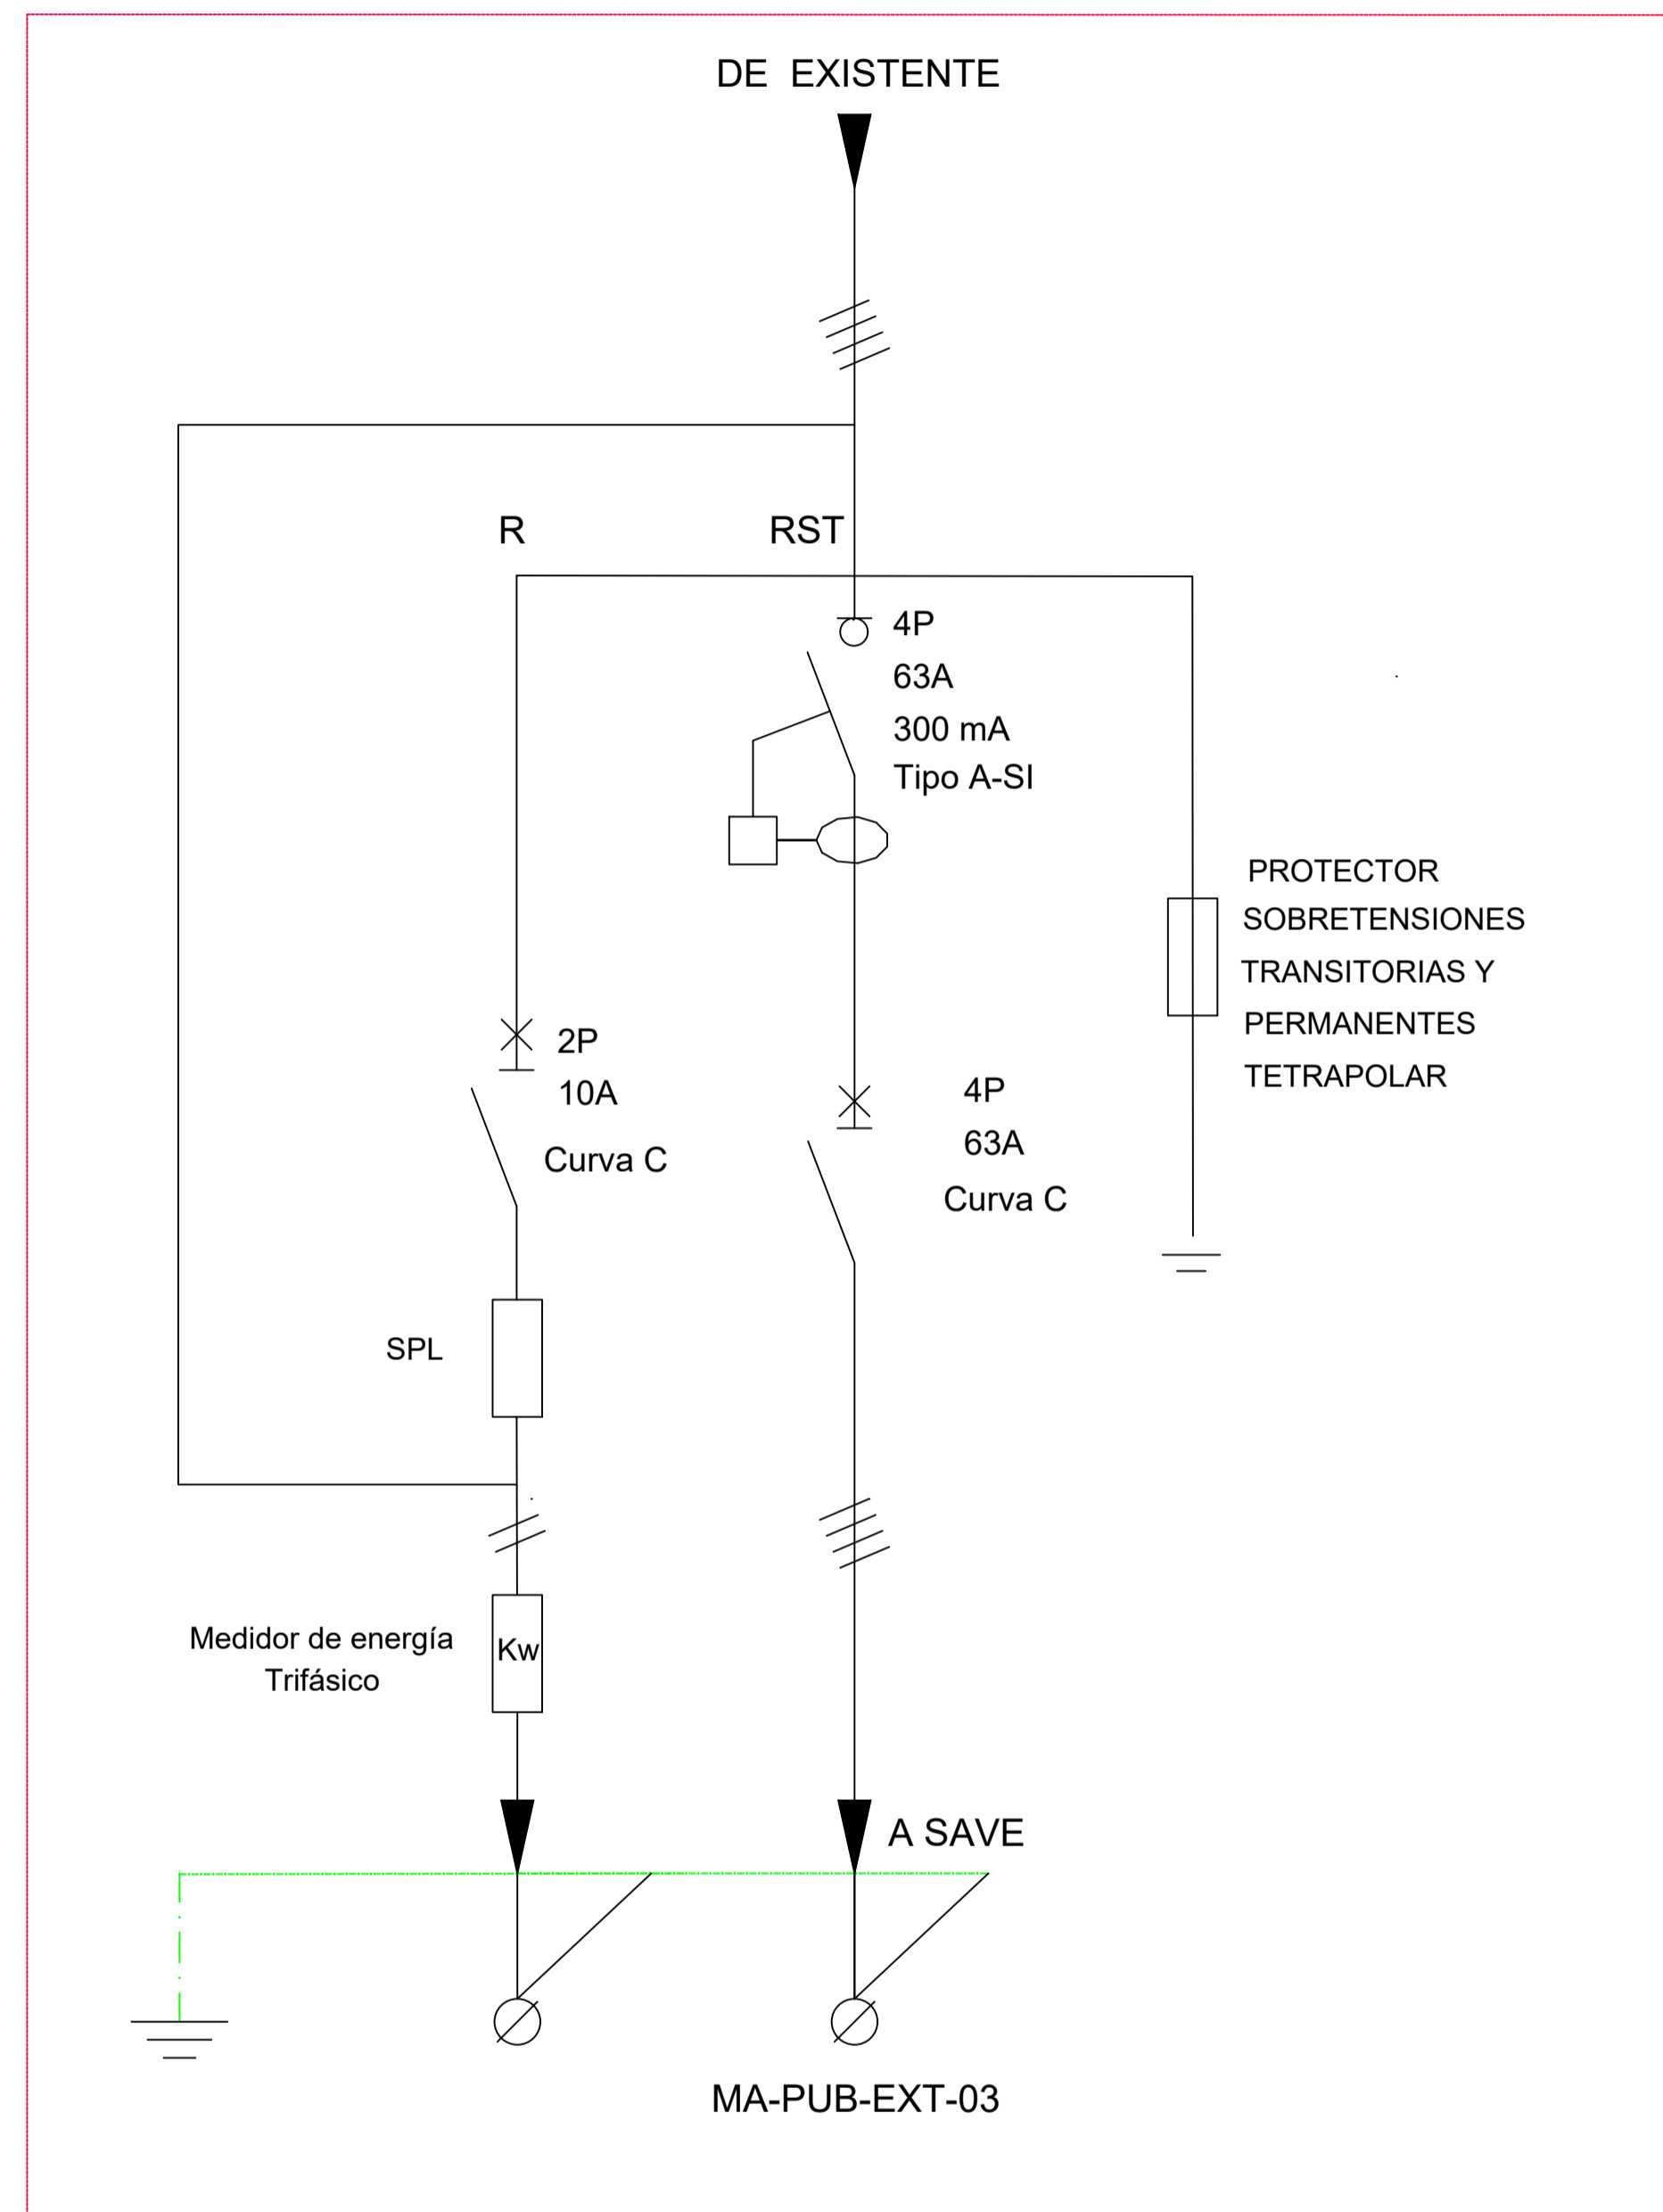 DE EXISTENTE
R
RST
4P
63A
300 mA
Tipo A-SI
PROTECTOR
SOBRETENSIONES
TRANSITORIAS Y
PERMANENTES
TETRAPOLAR
2P
10A
Curva C
4P
63A
Curva C
SPL
Medidor de energía
Trifásico
Kw
A SAVE
MA-PUB-EXT-03